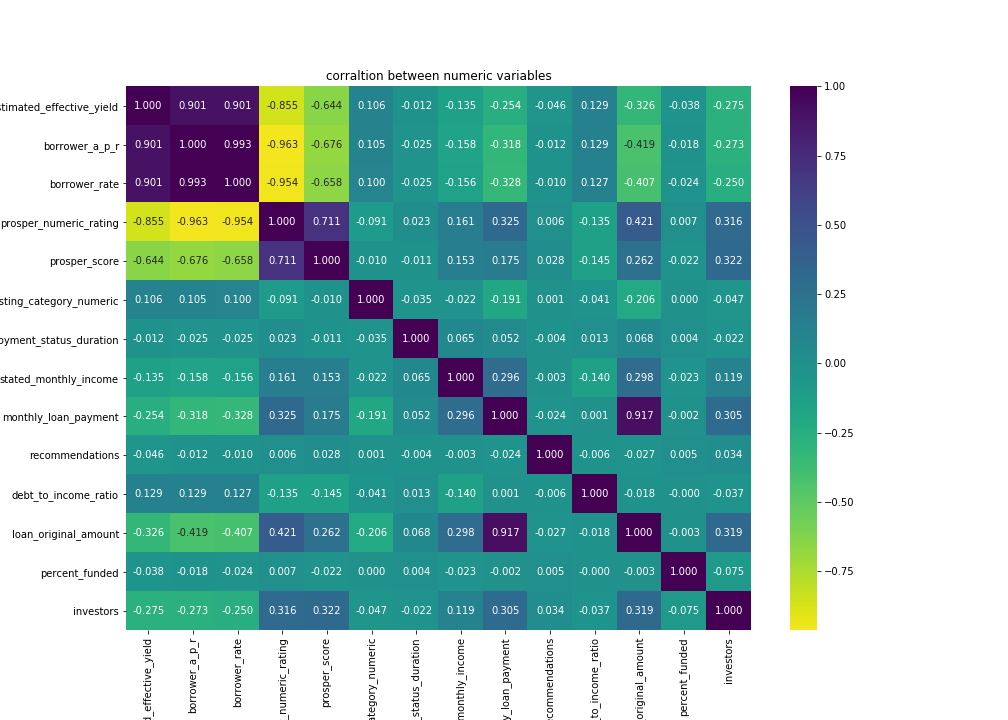 corraltion between numeric variables
stimated_effective_yield 1.000 0.901 0.901 -0.855 -0.644 0.106 -0.012 -0.135 -0.254 -0.046 0.129 -0.326 -0.038 -0.275
borrower_a_p_r 0.901 1.000 0.993 -0.963 -0.676 0.105 -0.025 -0.158 -0.318 -0.012 0.129 -0.419 -0.018 -0.273
borrower_rate 0.901 0.993 1.000 -0.954 -0.658 0.100 -0.025 -0.156 -0.328 -0.010 0.127 -0.407 -0.024 -0.250
prosper_numeric_rating -0.855 -0.963 -0.954 1.000 0.711 -0.091 0.023 0.161 0.325 0.006 -0.135 0.421 0.007 0.316
prosper_score -0.644 -0.676 -0.658 0.711 1.000 -0.010 -0.011 0.153 0.175 0.028 -0.145 0.262 -0.022 0.322
sting_category_numeric 0.106 0.105 0.100 -0.091 -0.010 1.000 -0.035 -0.022 -0.191 0.001 -0.041 -0.206 0.000 -0.047
oyment_status_duration -0.012 -0.025 -0.025 0.023 -0.011 -0.035 1.000 0.065 0.052 -0.004 0.013 0.068 0.004 -0.022
stated_monthly_income -0.135 -0.158 -0.156 0.161 0.153 -0.022 0.065 1.000 0.296 -0.003 -0.140 0.298 -0.023 0.119
monthly_loan_payment -0.254 -0.318 -0.328 0.325 0.175 -0.191 0.052 0.296 1.000 -0.024 0.001 0.917 -0.002 0.305
recommendations -0.046 -0.012 -0.010 0.006 0.028 0.001 -0.004 -0.003 -0.024 1.000 -0.006 -0.027 0.005 0.034
debt_to_income_ratio 0.129 0.129 0.127 -0.135 -0.145 -0.041 0.013 -0.140 0.001 -0.006 1.000 -0.018 -0.000 -0.037
loan_original_amount -0.326 -0.419 -0.407 0.421 0.262 -0.206 0.068 0.298 0.917 -0.027 -0.018 1.000 -0.003 0.319
percent_funded -0.038 -0.018 -0.024 0.007 -0.022 0.000 0.004 -0.023 -0.002 0.005 -0.000 -0.003 1.000 -0.075
investors -0.275 -0.273 -0.250 0.316 0.322 -0.047 -0.022 0.119 0.305 0.034 -0.037 0.319 -0.075 1.000
d_effective_yield
borrower_a_p_r
borrower_rate
_numeric_rating
prosper_score
ategory_numeric
_status_duration
monthly_income
y_loan_payment
ecommendations
_to_income_ratio
original_amount
percent_funded
investors
1.00
0.75
0.50
0.25
0.00
−0.25
−0.50
−0.75